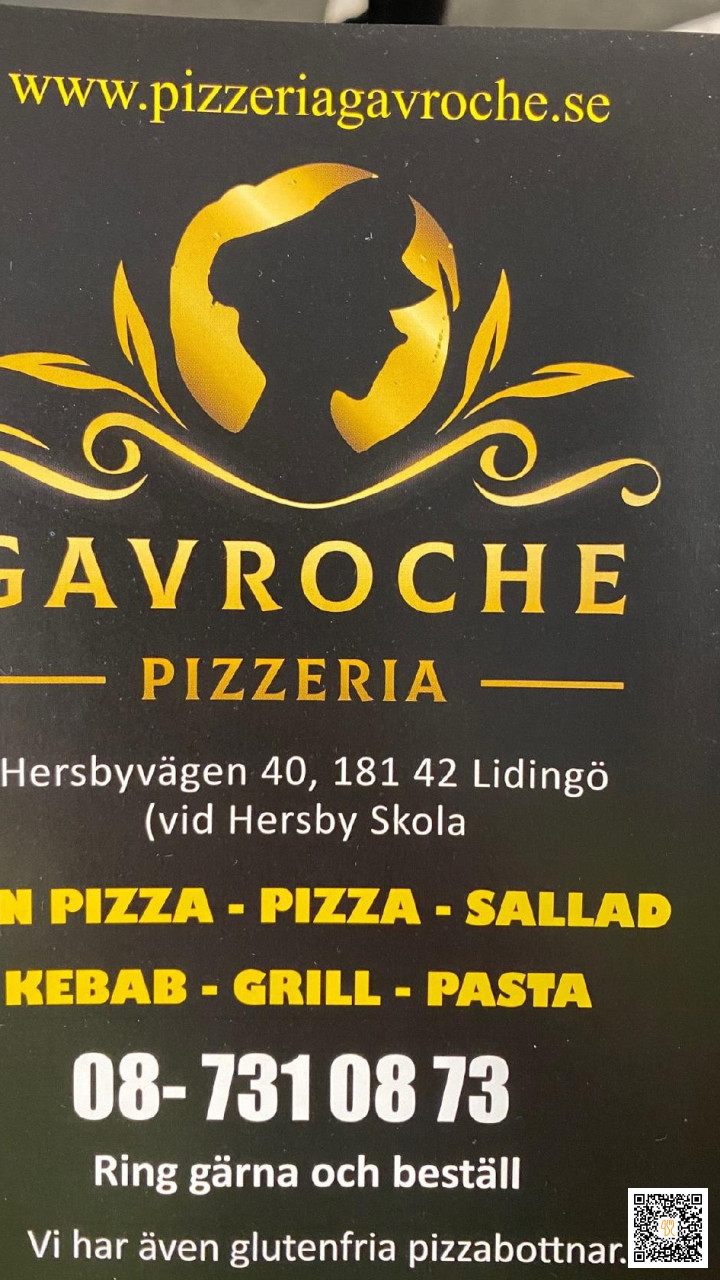 www.pizzeriagavroche.se
GAVROCHE
PIZZERIA
Hersbyvägen 40, 181 42 Lidingö
(vid Hersby Skola
PIZZA - PIZZA - SALLAD
KEBAB - GRILL - PASTA
08- 731 08 73
Ring gärna och beställ
Vi har även glutenfria pizzabottnar.